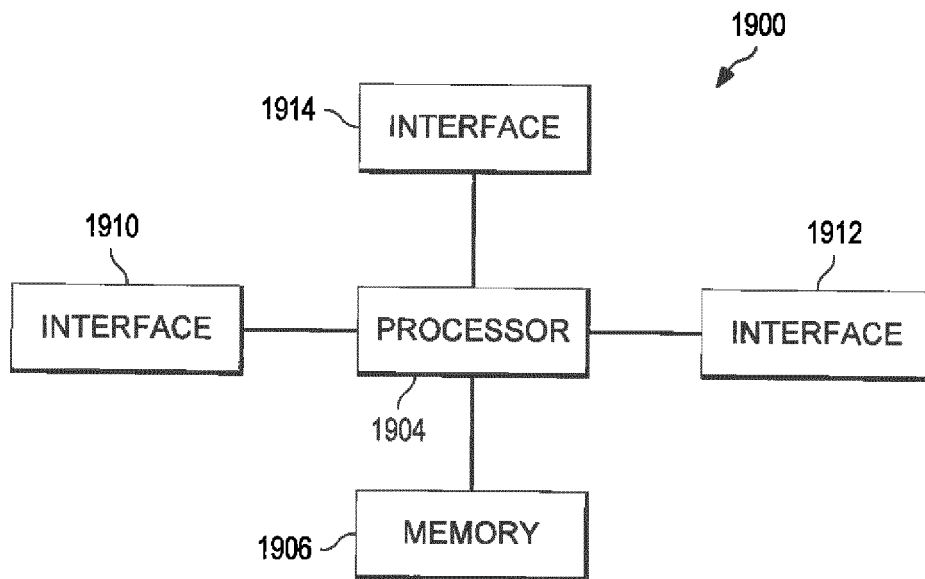 1900
1914
INTERFACE
1910
1912
INTERFACE
PROCESSOR
INTERFACE
1904
MEMORY
1906